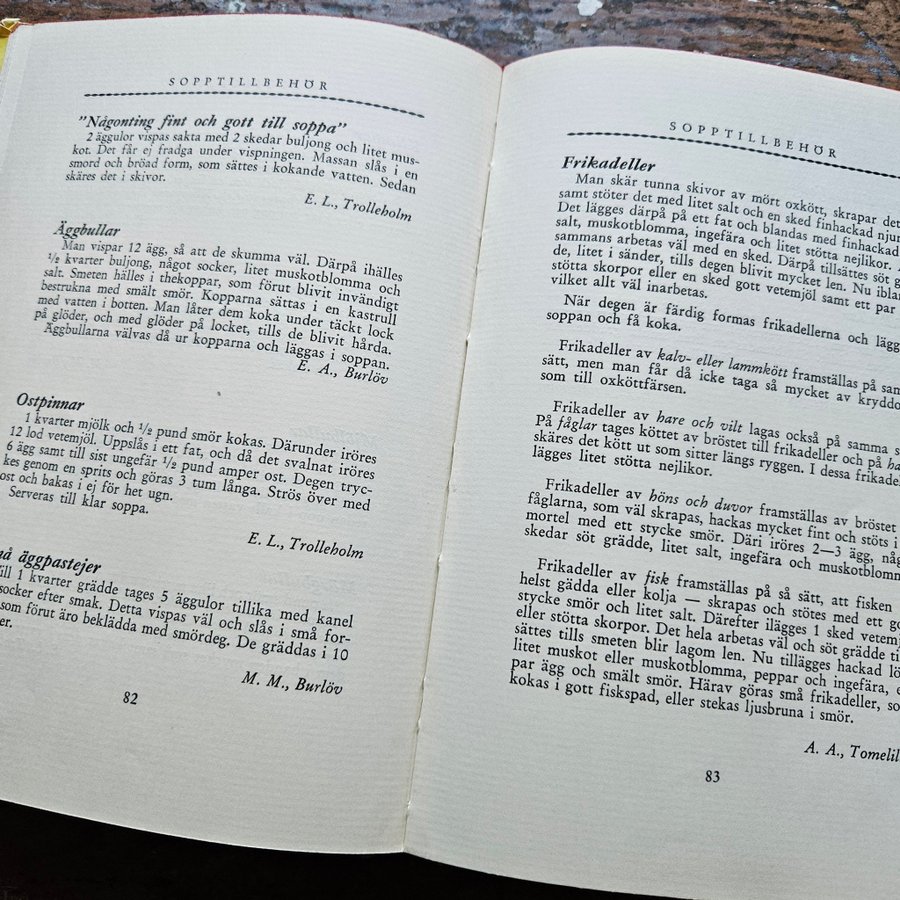 SOPPTILLBEHÖR
"Någonting fint och gott till soppa"
2 äggulor vispas sakta med 2 skedar buljong och litet mus-
kot. Det får ej fradga under vispningen. Massan slås i en
smord och bröad form, som sättes i kokande vatten. Sedan
skäres det i skivor.
E. L., Trolleholm
Äggbullar
Man vispar 12 ägg, så att de skumma väl. Därpå ihälles
1/2 kvarter buljong, något socker, litet muskotblomma och
salt. Smeten hälles i thekoppar, som förut blivit invändigt
bestrukna med smält smör. Kopparna sättas i en kastrull
med vatten i botten. Man låter dem koka under täckt lock
på glöder, och med glöder på locket, tills de blivit hårda.
Äggbullarna välvas då ur kopparna och läggas i soppan.
E. A., Burlöv
Ostpinnar
1 kvarter mjölk och 1/2 pund smör kokas. Därunder iröres
12 lod vetemjöl. Uppslås i ett fat, och då det svalnat iröres
6 ägg samt till sist ungefär 1/2 pund amper ost. Degen tryc-
kes genom en sprits och göras 3 tum långa. Strös över med
ost och bakas i ej för het ugn.
Serveras till klar soppa.
E. L., Trolleholm
äggpastejer
1 kvarter grädde tages 5 äggulor tillika med kanel
socker efter smak. Detta vispas väl och slås i små for-
som förut äro beklädda med smördeg. De gräddas i 10
M. M., Burlöv
82
SOPPTILLBEHÖR
Frikadeller
Man skär tunna skivor av mört oxkött, skrapar det
samt stöter det med litet salt och en sked finhackad njur
Det lägges därpå på ett fat och blandas med finhackad
salt, muskotblomma, ingefära och litet stötta nejlikor.
sammans arbetas väl med en sked. Därpå tillsättes söt g
de, litet i sänder, tills degen blivit mycket len. Nu iblan
stötta skorpor eller en sked gott vetemjöl samt ett par
vilket allt väl inarbetas.
När degen är färdig formas frikadellerna och lägg
soppan och få koka.
Frikadeller av kalv- eller lammkött framställas på sam
sätt, men man får då icke taga så mycket av kryddo
som till oxköttfärsen.
Frikadeller av hare och vilt lagas också på samma s
På fåglar tages köttet av bröstet till frikadeller och på ha
skäres det kött ut som sitter längs ryggen. I dessa frikadel
lägges litet stötta nejlikor.
Frikadeller av höns och duvor framställas av bröstet
fåglarna, som väl skrapas, hackas mycket fint och stöts i
mortel med ett stycke smör. Däri iröres 2—3 ägg, någ
skedar söt grädde, litet salt, ingefära och muskotblomm
Frikadeller av fisk framställas på så sätt, att fisken
helst gädda eller kolja — skrapas och stötes med ett go
stycke smör och litet salt. Därefter ilägges 1 sked vetemj
eller stötta skorpor. Det hela arbetas väl och söt grädde ti
sättes tills smeten blir lagom len. Nu tillägges hackad lö
litet muskot eller muskotblomma, peppar och ingefära, e
par ägg och smält smör. Härav göras små frikadeller, so
kokas i gott fiskspad, eller stekas ljusbruna i smör.
A. A., Tomelil
83